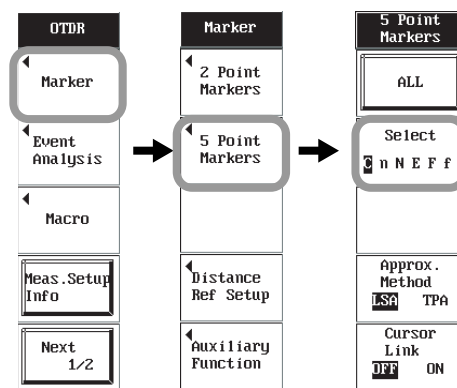 OTDR
Marker
Event
Analysis
Macro
Meas.Setup
Info
Next
1/2
Marker
2 Point
Markers
5 Point
Markers
Distance
Ref Setup
Auxiliary
Function
5 Point
Markers
ALL
Select
C n N E F f
Approx.
Method
LSA TPA
Cursor
Link
OFF ON